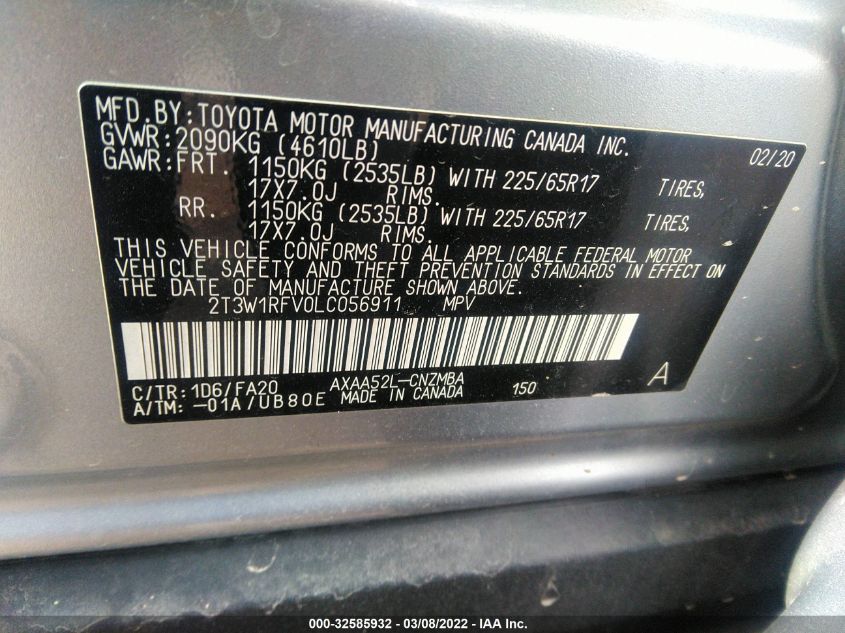 MFD.BY:TOYOTA MOTOR MANUFACTURING CANADA INC.
GVWR:2090KG (4610LB) 02/20
GAWR:FRT. 1150KG (2535LB) WITH 225/65R17 TIRES,
17X7.0J RIMS.
RR. 1150KG (2535LB) WITH 225/65R17 TIRES,
17X7.0J RIMS.
THIS VEHICLE CONFORMS TO ALL APPLICABLE FEDERAL MOTOR
VEHICLE SAFETY AND THEFT PREVENTION STANDARDS IN EFFECT ON
THE DATE OF MANUFACTURE SHOWN ABOVE.
2T3W1RFV0LC056911 MPV
C/TR:1D6/FA20 AXAA52L-CNZMBA 150 A
A/TM:-01A/UB80E MADE IN CANADA
000-32585932 / 03/08/2022 - IAA Inc.